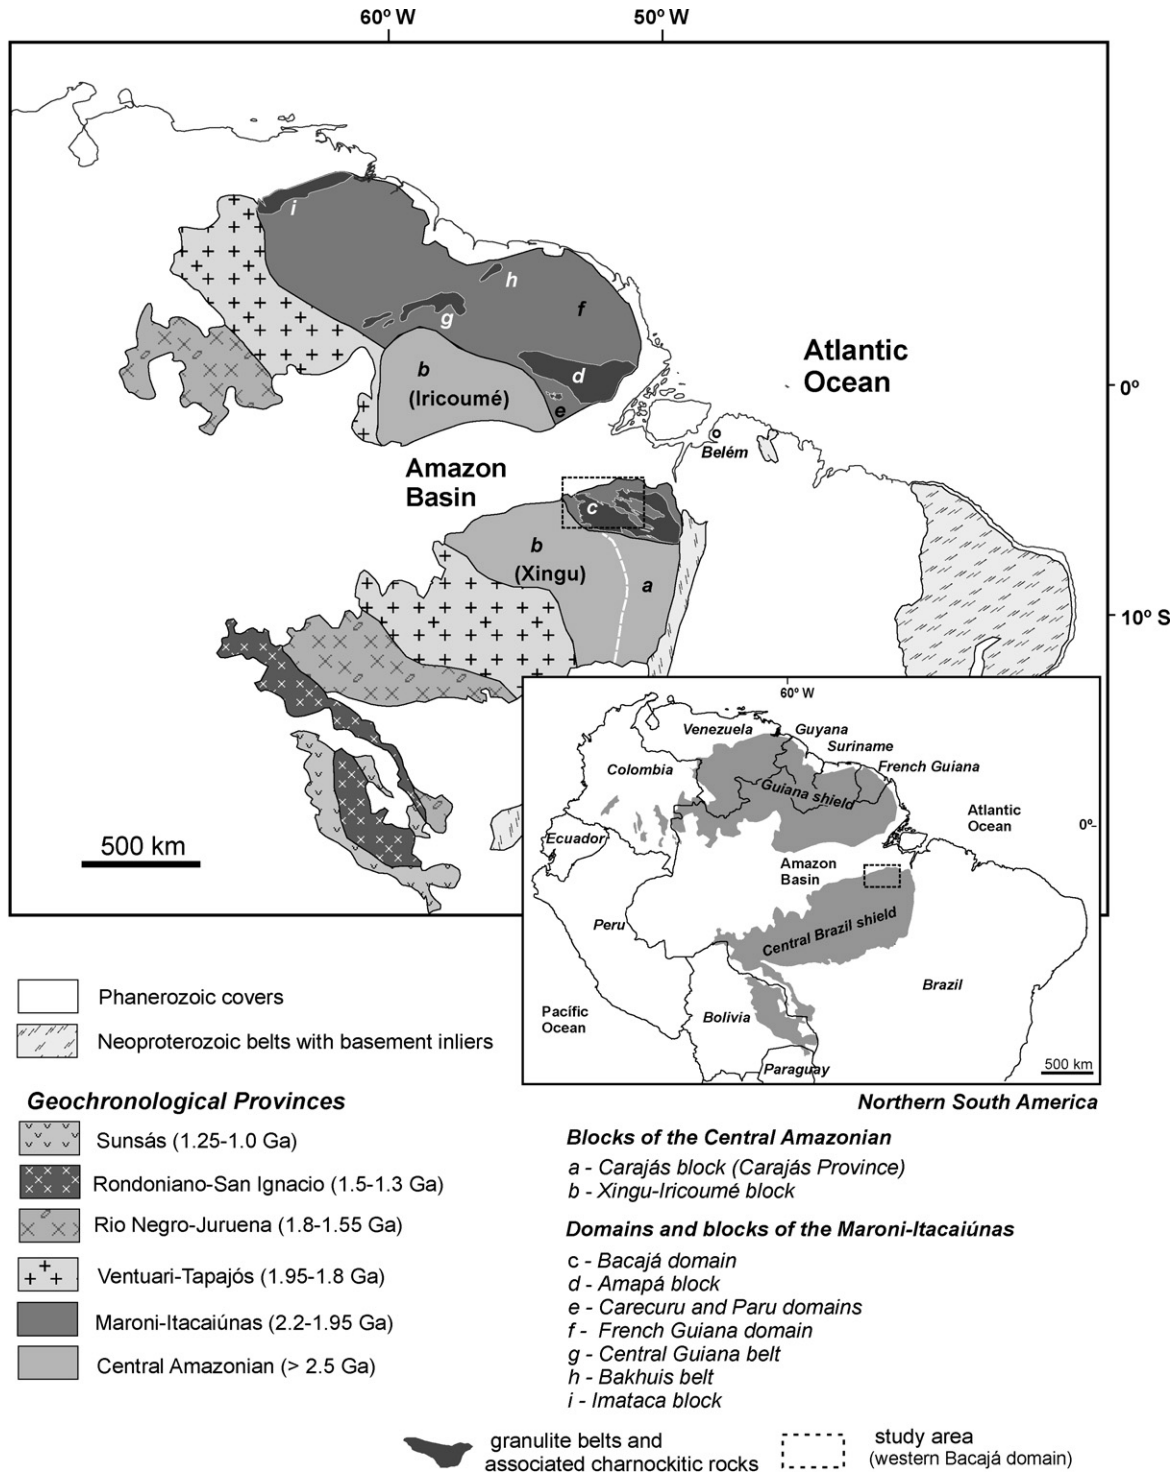 60º W
50º W
i
h
g
f
b
(Iricoumé)
d
e
Atlantic
Ocean
0º
Belém
Amazon
Basin
c
b
(Xingu)
a
10º S
500 km
60º W
Venezuela
Guyana
Suriname
French Guiana
Colombia
Guiana shield
Atlantic
Ocean
0º
Ecuador
Amazon
Basin
Peru
Central Brazil shield
Brazil
Pacífic
Ocean
Bolivia
Paraguay
500 km
Northern South America
Phanerozoic covers
Neoproterozoic belts with basement inliers
Geochronological Provinces
Sunsás (1.25-1.0 Ga)
Rondoniano-San Ignacio (1.5-1.3 Ga)
Rio Negro-Juruena (1.8-1.55 Ga)
Ventuari-Tapajós (1.95-1.8 Ga)
Maroni-Itacaiúnas (2.2-1.95 Ga)
Central Amazonian (> 2.5 Ga)
Blocks of the Central Amazonian
a - Carajás block (Carajás Province)
b - Xingu-Iricoumé block
Domains and blocks of the Maroni-Itacaiúnas
c - Bacajá domain
d - Amapá block
e - Carecuru and Paru domains
f - French Guiana domain
g - Central Guiana belt
h - Bakhuis belt
i - Imataca block
granulite belts and
associated charnockitic rocks
study area
(western Bacajá domain)